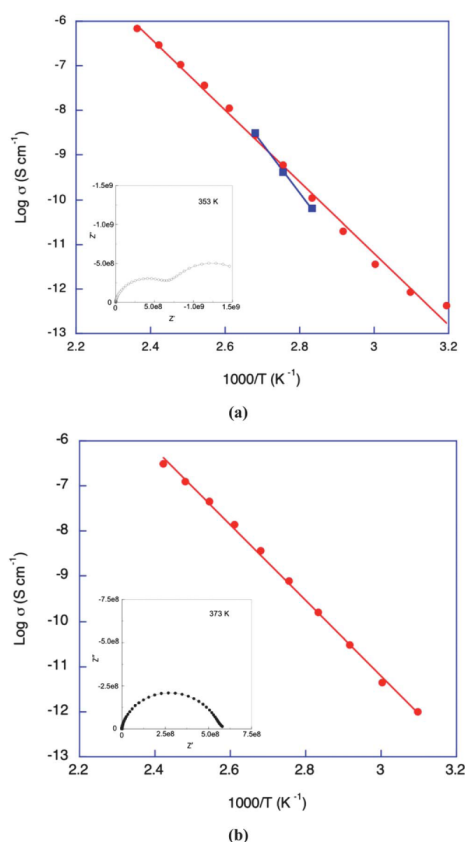 -5
-6
-7
-8
-9
-10
-11
-12
-13
Log σ (S cm⁻¹)
-1.5e9
-1.0e9
-5.0e8
0
Z''
353 K
0 5.0e8 -1.0e9 1.5e9
Z'
2.2 2.4 2.6 2.8 3 3.2
1000/T (K⁻¹)
(a)
-6
-7
-8
-9
-10
-11
-12
-13
Log σ (S cm⁻¹)
-7.5e8
-5.0e8
-2.5e8
0
Z''
373 K
0 2.5e8 5.0e8 7.5e8
Z'
2.2 2.4 2.6 2.8 3 3.2
1000/T (K⁻¹)
(b)